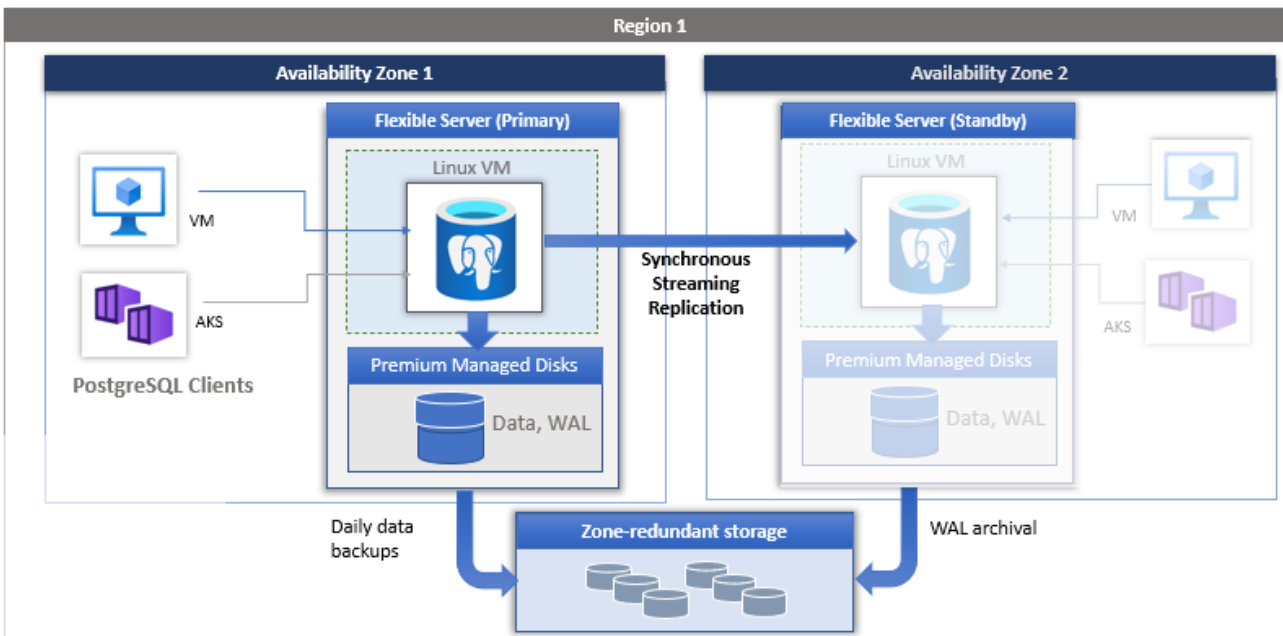 Region 1
Availability Zone 1
Availability Zone 2
Flexible Server (Primary)
Flexible Server (Standby)
Linux VM
Linux VM
VM
VM
Synchronous
Streaming
Replication
AKS
AKS
Premium Managed Disks
Premium Managed Disks
PostgreSQL Clients
Data, WAL
Data, WAL
Daily data
backups
Zone-redundant storage
WAL archival